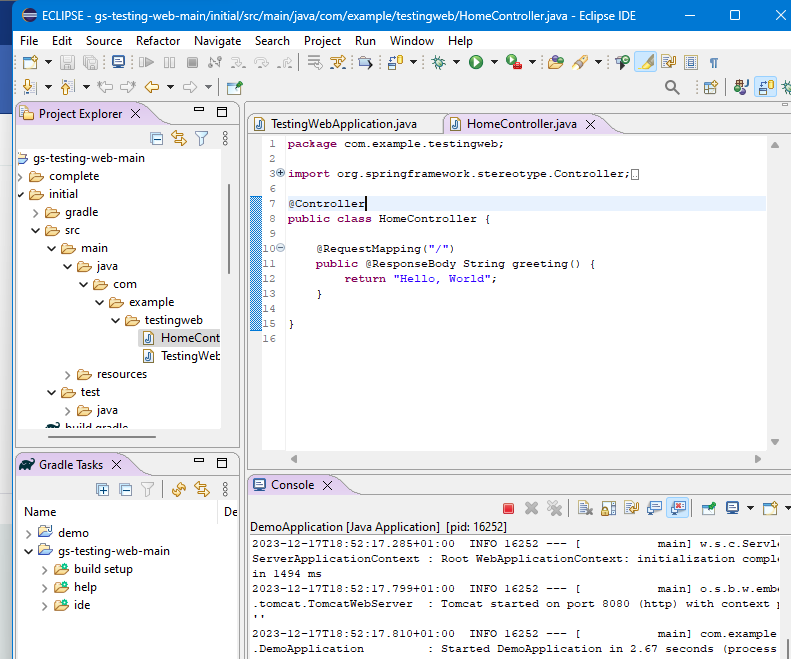 ECLIPSE - gs-testing-web-main/initial/src/main/java/com/example/testingweb/HomeController.java - Eclipse IDE
File Edit Source Refactor Navigate Search Project Run Window Help
Project Explorer
gs-testing-web-main
complete
initial
gradle
src
main
java
com
example
testingweb
HomeCont
TestingWeb
resources
test
java
build.gradle
TestingWebApplication.java HomeController.java
1 package com.example.testingweb;
2
3 import org.springframework.stereotype.Controller;
6
7 @Controller
8 public class HomeController {
9
10 @RequestMapping("/")
11 public @ResponseBody String greeting() {
12 return "Hello, World";
13 }
14
15 }
16
Gradle Tasks
Name De
demo
gs-testing-web-main
build setup
help
ide
Console
DemoApplication [Java Application] [pid: 16252]
2023-12-17T18:52:17.285+01:00 INFO 16252 --- [ main] w.s.c.Servle
ServerApplicationContext : Root WebApplicationContext: initialization comple
in 1494 ms
2023-12-17T18:52:17.799+01:00 INFO 16252 --- [ main] o.s.b.w.embe
.tomcat.TomcatWebServer : Tomcat started on port 8080 (http) with context p
''
2023-12-17T18:52:17.810+01:00 INFO 16252 --- [ main] com.example
.DemoApplication : Started DemoApplication in 2.67 seconds (process